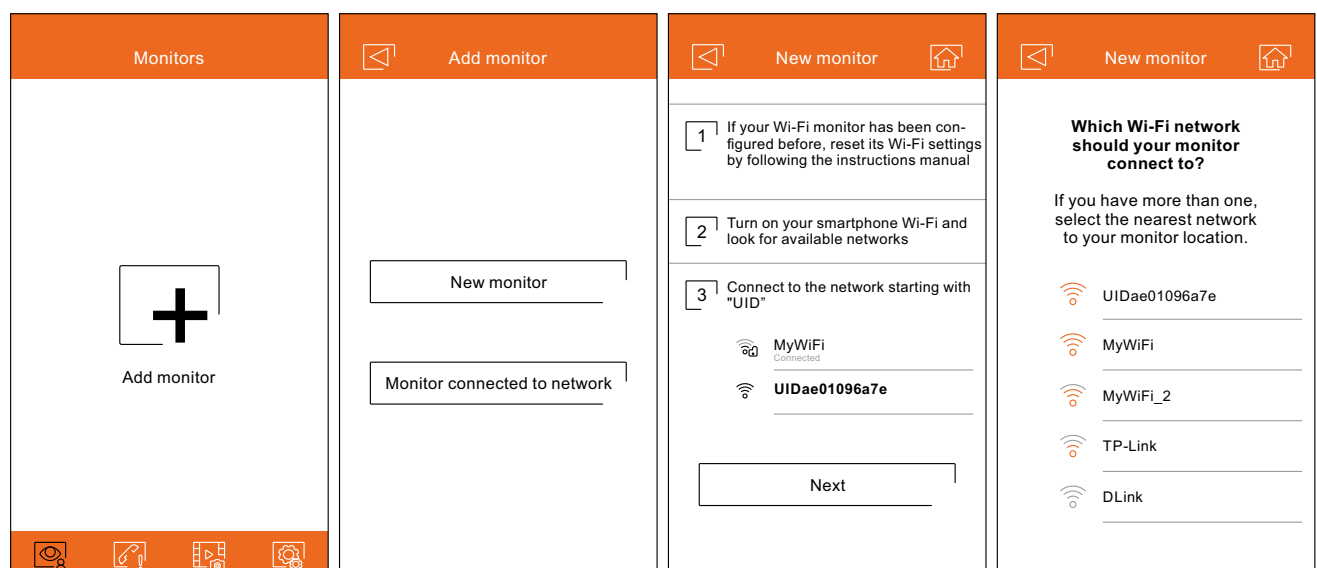 Monitors
Add monitor
Add monitor
New monitor
Monitor connected to network
New monitor
1
If your Wi-Fi monitor has been con-
figured before, reset its Wi-Fi settings
by following the instructions manual
2
Turn on your smartphone Wi-Fi and
look for available networks
3
Connect to the network starting with
"UID”
MyWiFi
Connected
UIDae01096a7e
Next
New monitor
Which Wi-Fi network
should your monitor
connect to?
If you have more than one,
select the nearest network
to your monitor location.
UIDae01096a7e
MyWiFi
MyWiFi_2
TP-Link
DLink